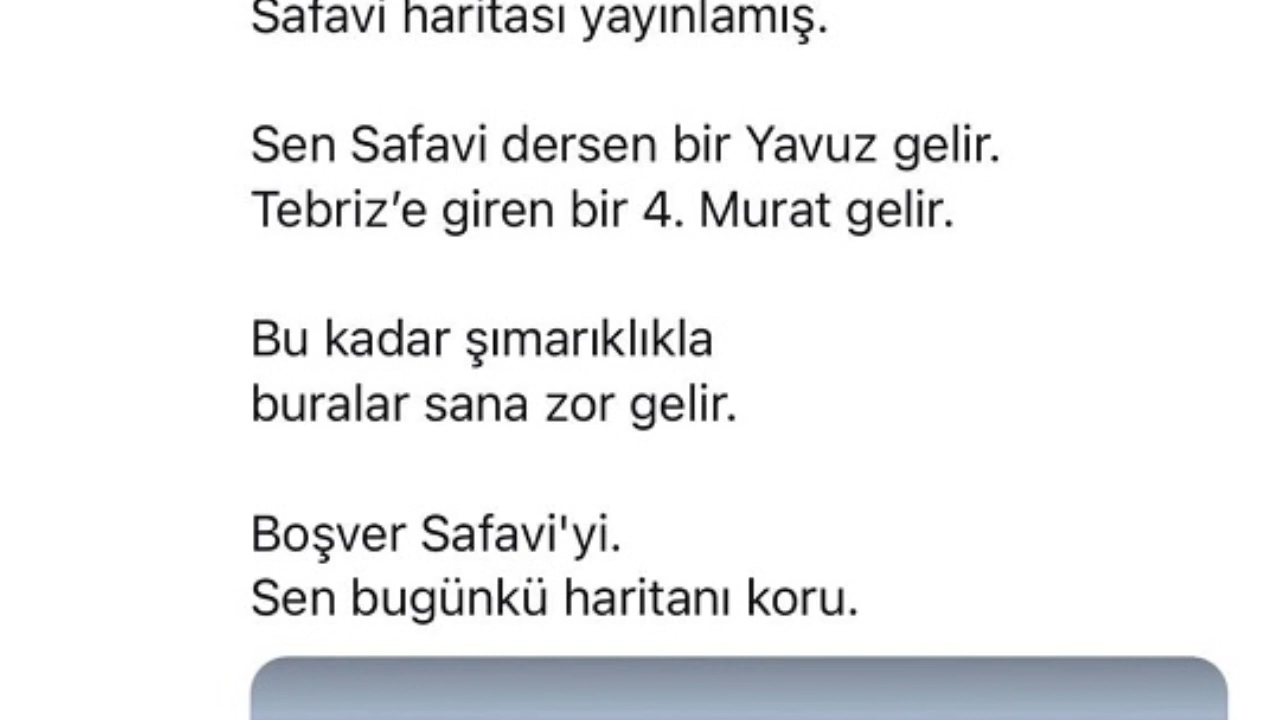 Safavi haritası yayınlamış.
Sen Safavi dersen bir Yavuz gelir.
Tebriz’e giren bir 4. Murat gelir.
Bu kadar şımarıklıkla
buralar sana zor gelir.
Boşver Safavi'yi.
Sen bugünkü haritanı koru.